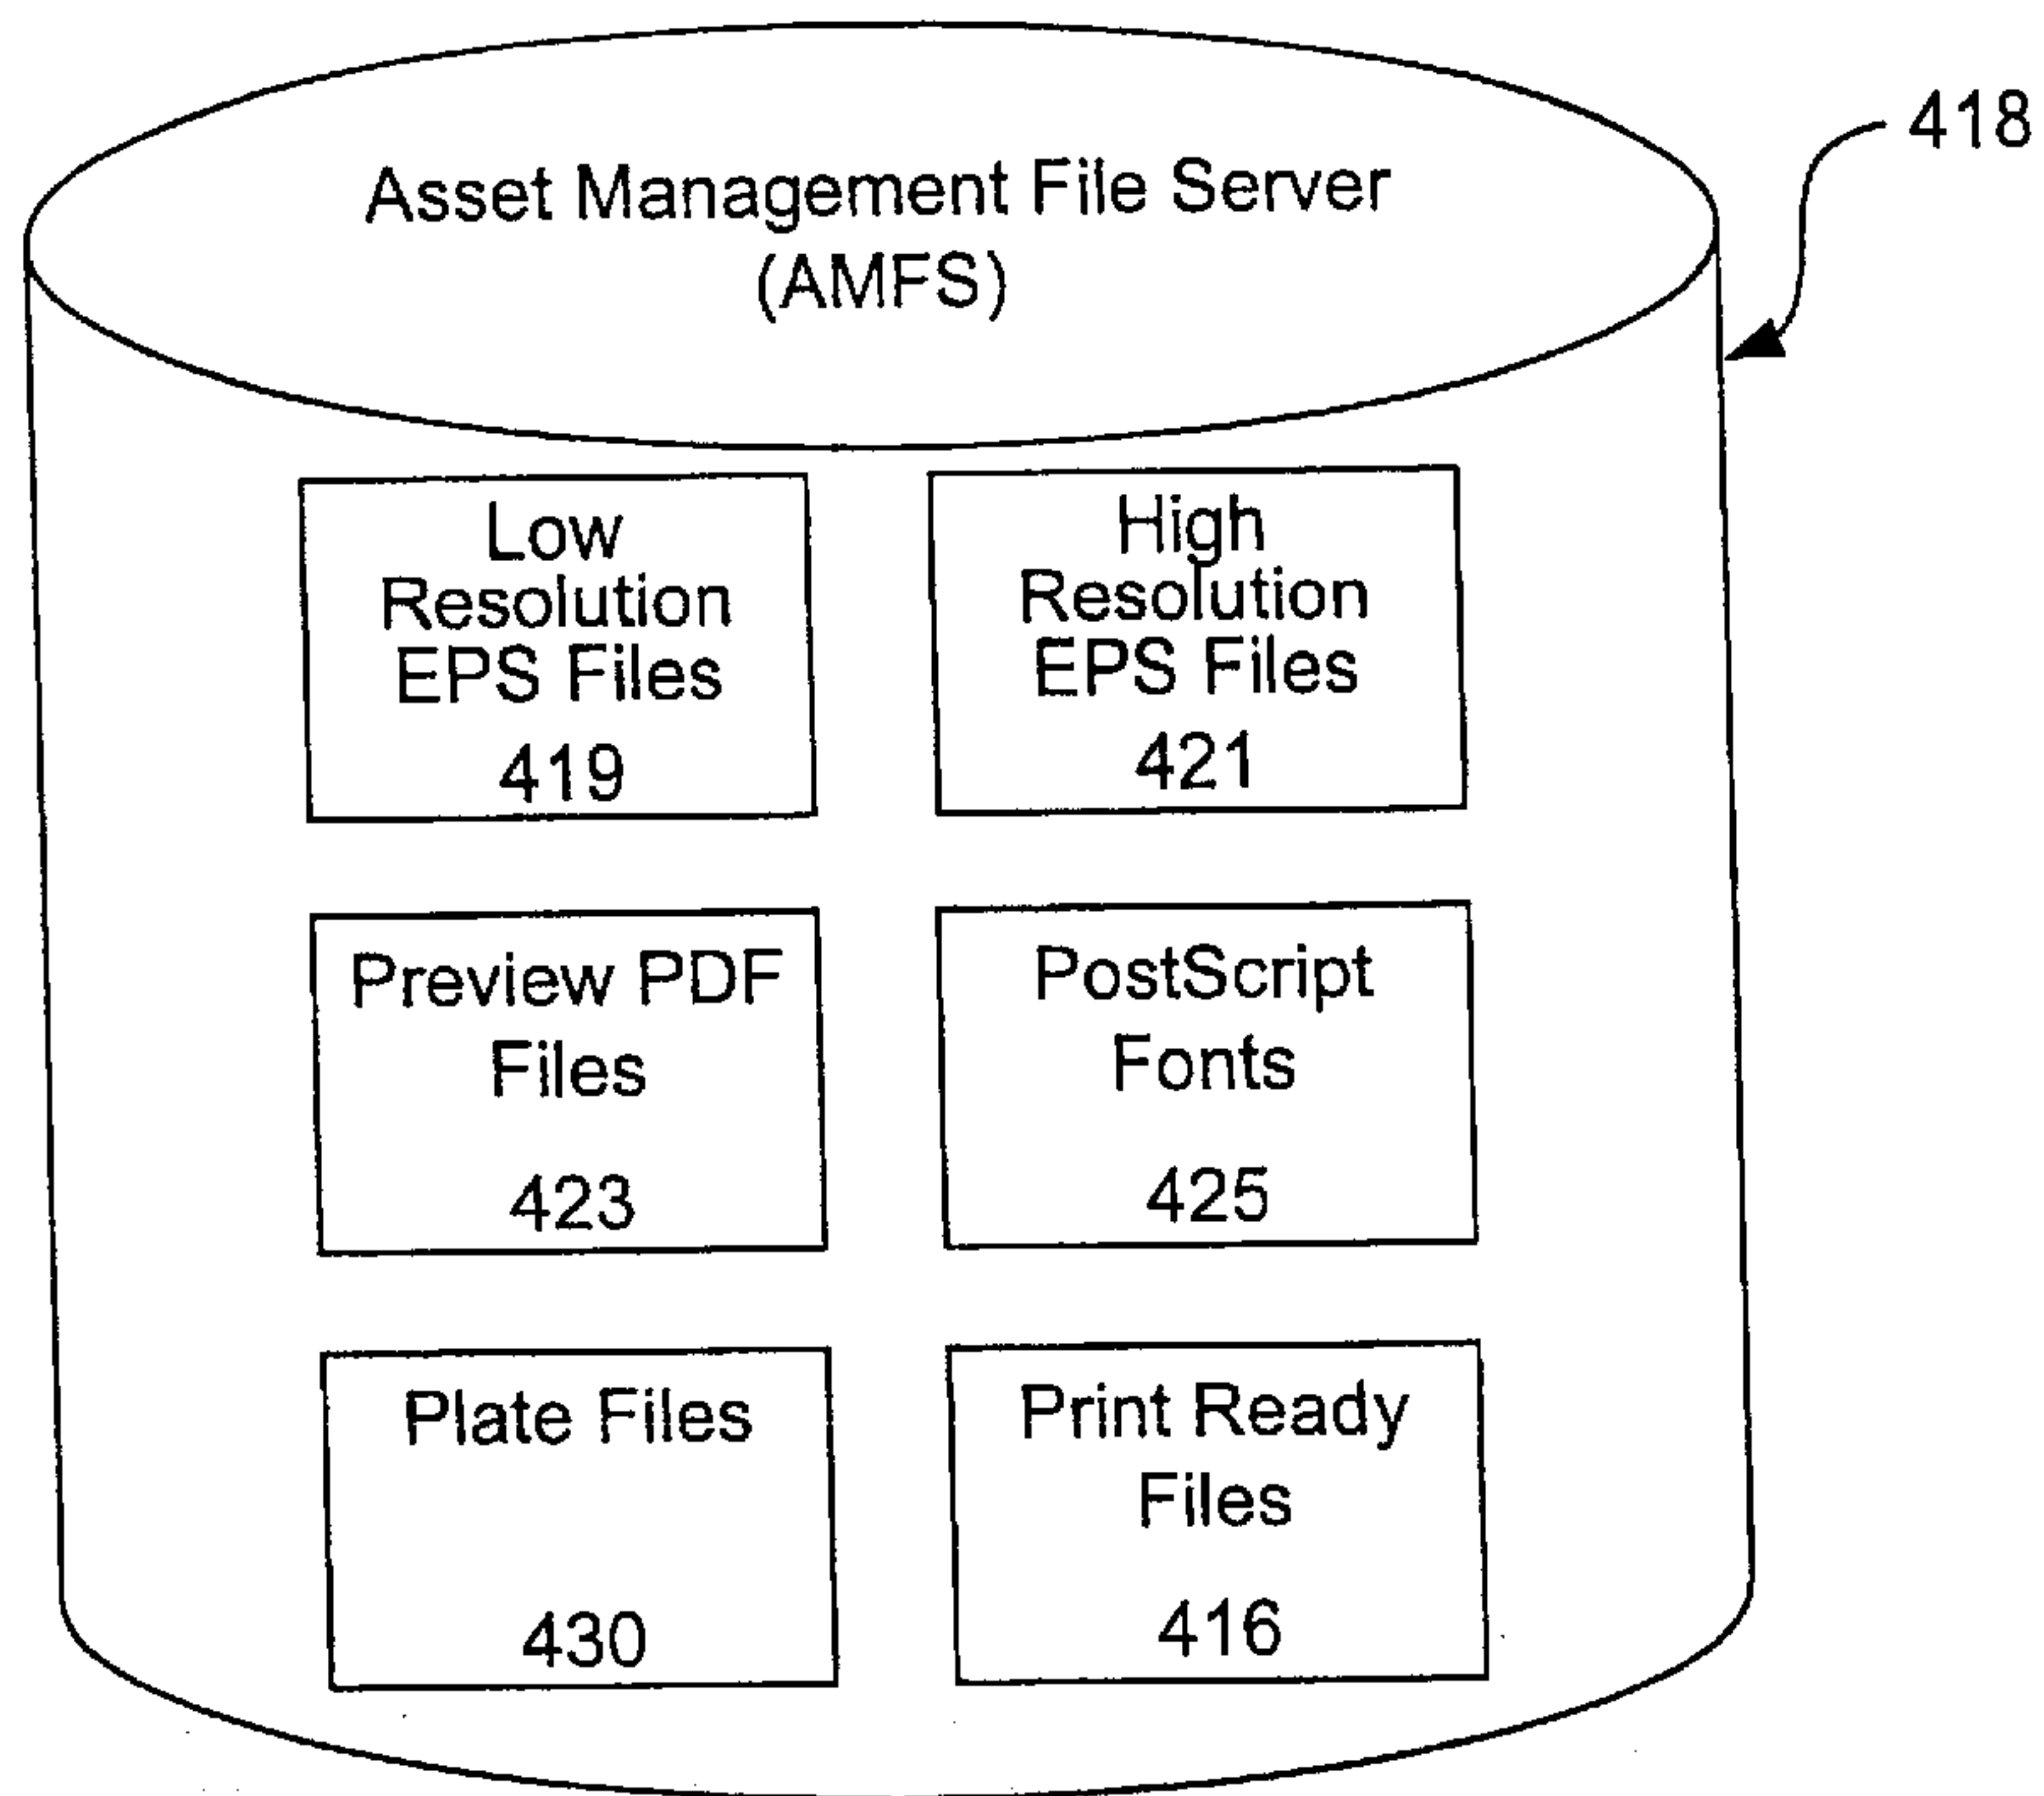 Asset Management File Server
(AMFS)
418
Low
Resolution
EPS Files
419
High
Resolution
EPS Files
421
Preview PDF
Files
423
PostScript
Fonts
425
Plate Files
430
Print Ready
Files
416